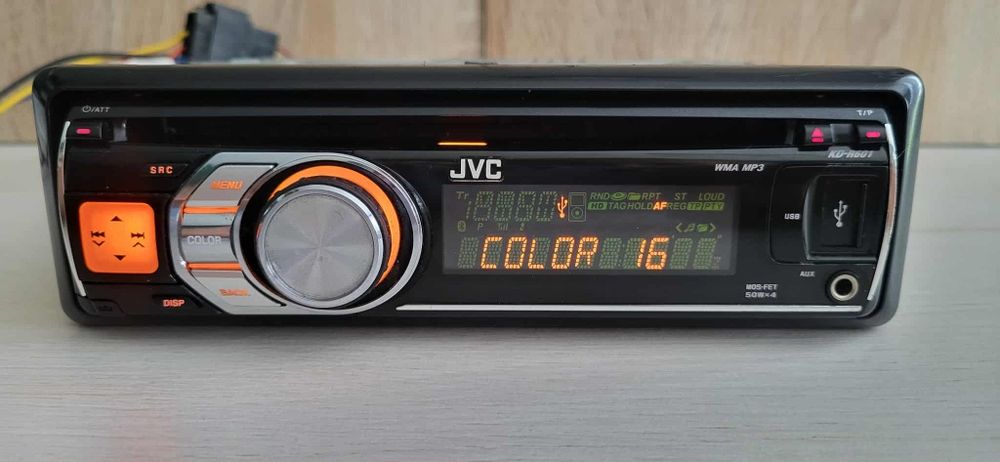 ⏻/ATT
T/P
KD-R601
SRC
MENU
JVC
WMA MP3
Tr
RND RPT ST LOUD
HD TAG HOLD AF REG TP PTY
COLOR
USB
COLOR 16
AUX
BACK
DISP
MOS-FET
50W×4